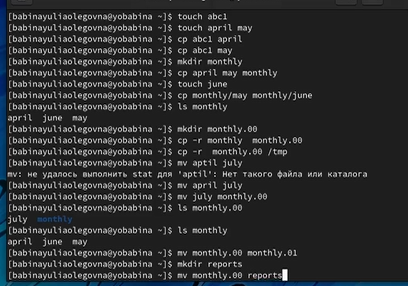 [babinayuliaolegovna@yobabina ~]$ touch abc1
[babinayuliaolegovna@yobabina ~]$ touch april may
[babinayuliaolegovna@yobabina ~]$ cp abc1 april
[babinayuliaolegovna@yobabina ~]$ cp abc1 may
[babinayuliaolegovna@yobabina ~]$ mkdir monthly
[babinayuliaolegovna@yobabina ~]$ cp april may monthly
[babinayuliaolegovna@yobabina ~]$ touch june
[babinayuliaolegovna@yobabina ~]$ cp monthly/may monthly/june
[babinayuliaolegovna@yobabina ~]$ ls monthly
april  june  may
[babinayuliaolegovna@yobabina ~]$ mkdir monthly.00
[babinayuliaolegovna@yobabina ~]$ cp -r monthly  monthly.00
[babinayuliaolegovna@yobabina ~]$ cp -r  monthly.00 /tmp
[babinayuliaolegovna@yobabina ~]$ mv aptil july
mv: не удалось выполнить stat для 'aptil': Нет такого файла или каталога
[babinayuliaolegovna@yobabina ~]$ mv april july
[babinayuliaolegovna@yobabina ~]$ mv july monthly.00
[babinayuliaolegovna@yobabina ~]$ ls monthly.00
july  monthly
[babinayuliaolegovna@yobabina ~]$ ls monthly
april  june  may
[babinayuliaolegovna@yobabina ~]$ mv monthly.00 monthly.01
[babinayuliaolegovna@yobabina ~]$ mkdir reports
[babinayuliaolegovna@yobabina ~]$ mv monthly.00 reports